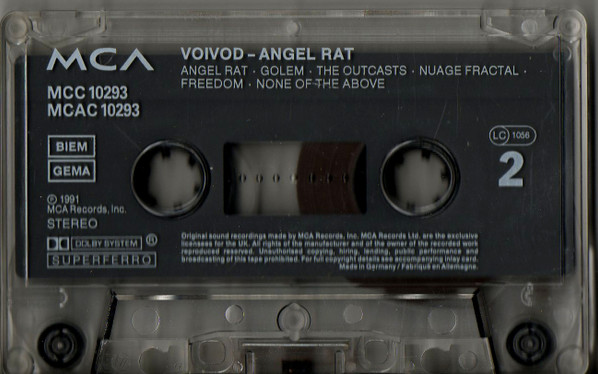 MCA
VOIVOD – ANGEL RAT
ANGEL RAT · GOLEM · THE OUTCASTS · NUAGE FRACTAL ·
FREEDOM · NONE OF THE ABOVE
MCC 10293
MCAC 10293
BIEM
GEMA
LC 1056
2
℗ 1991
MCA Records, Inc.
STEREO
DOLBY SYSTEM ®
SUPERFERRO
Original sound recordings made by MCA Records, Inc. MCA Records Ltd. are the exclusive
licensees for the UK. All rights of the manufacturer and of the owner of the recorded work
reproduced reserved. Unauthorised copying, hiring, lending, public performance and
broadcasting of this tape prohibited. For full copyright details see accompanying inlay card.
Made in Germany / Fabriqué en Allemagne.